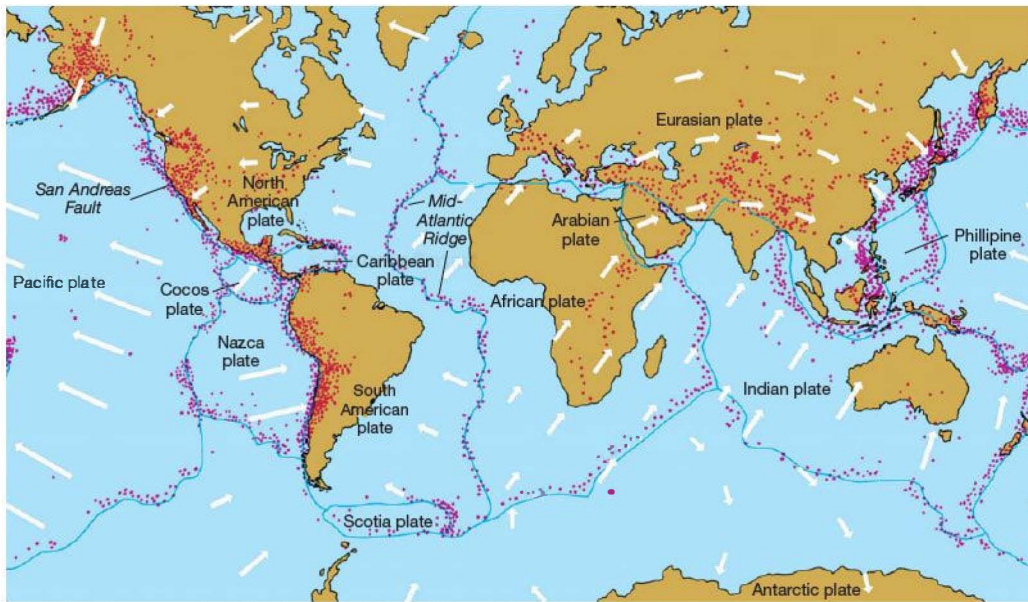 Eurasian plate
San Andreas
Fault
North
American
plate
Mid-
Atlantic
Ridge
Arabian
plate
Phillipine
plate
Caribbean
plate
Pacific plate
Cocos
plate
African plate
Nazca
plate
South
American
plate
Indian plate
Scotia plate
Antarctic plate